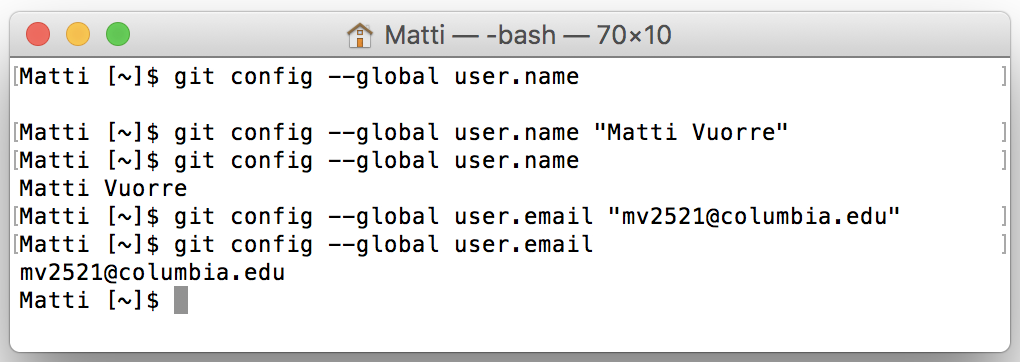 Matti — -bash — 70×10
[Matti [~]$ git config --global user.name ]
[Matti [~]$ git config --global user.name "Matti Vuorre" ]
[Matti [~]$ git config --global user.name ]
Matti Vuorre
[Matti [~]$ git config --global user.email "mv2521@columbia.edu" ]
[Matti [~]$ git config --global user.email ]
mv2521@columbia.edu
Matti [~]$